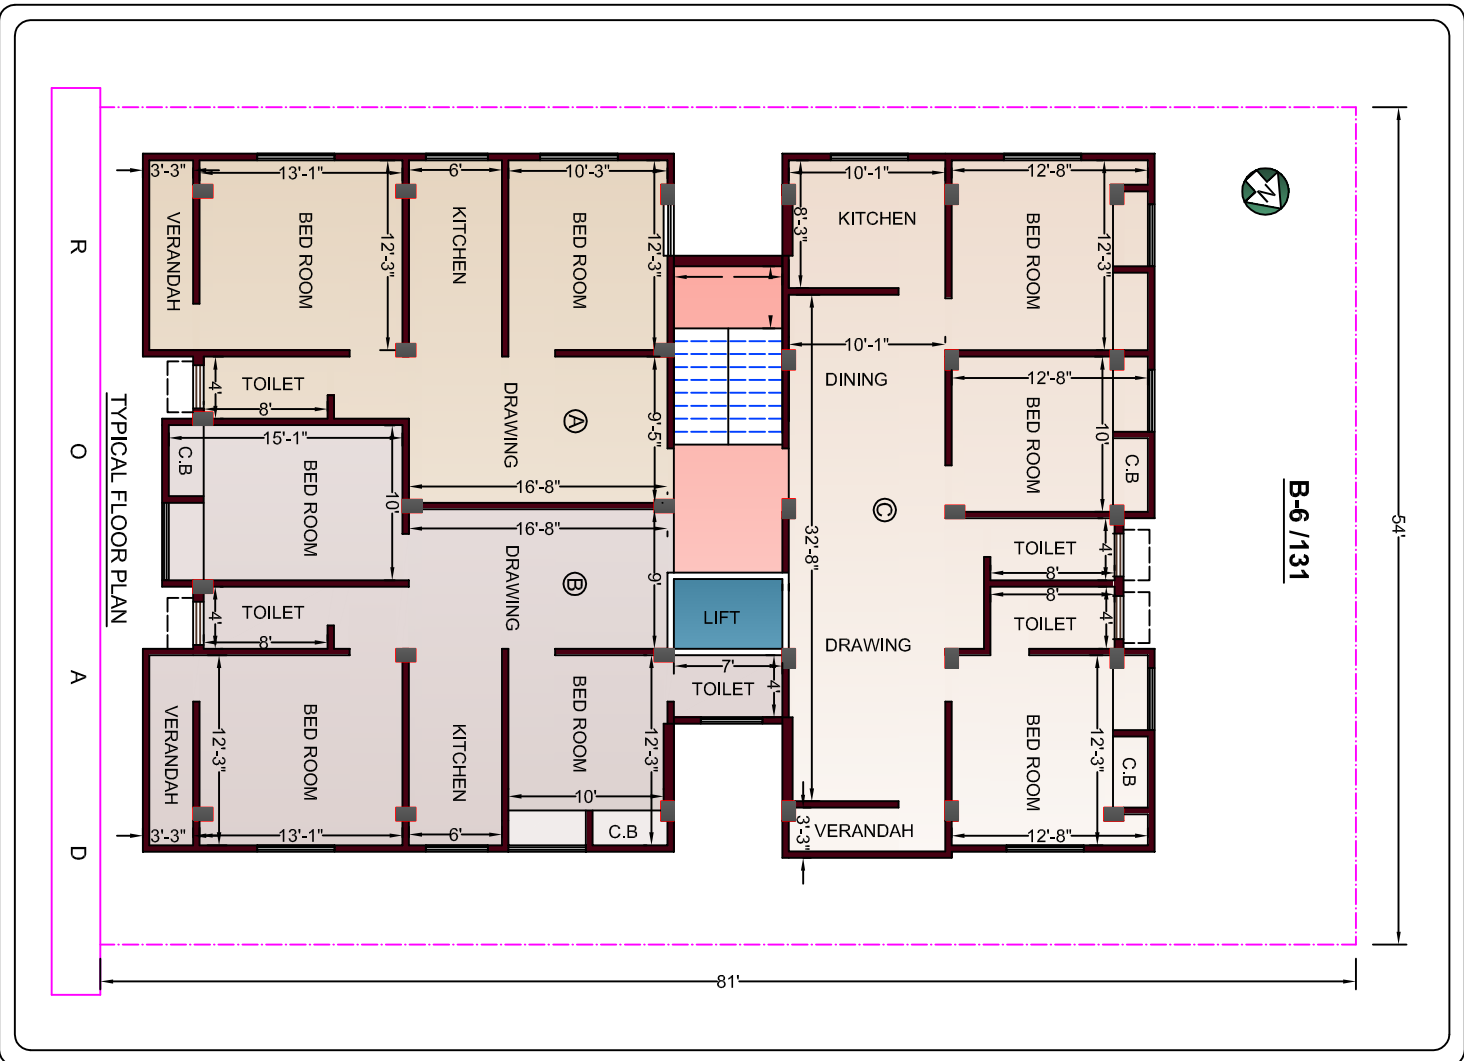 3'-3"
13'-1"
6'
10'-3"
10'-1"
12'-8"
VERANDAH
BED ROOM
12'-3"
KITCHEN
BED ROOM
12'-3"
8'-3"
KITCHEN
BED ROOM
12'-3"
N
10'-1"
DINING
12'-8"
BED ROOM
10'
C.B
TOILET
4'
8'
DRAWING
A
9'-5"
16'-8"
15'-1"
C.B
BED ROOM
10'
16'-8"
DRAWING
B
9'
C
32'-8"
TOILET
4'
8'
8'
TOILET
4'
TOILET
4'
8'
LIFT
7'
TOILET
4'
DRAWING
VERANDAH
12'-3"
BED ROOM
KITCHEN
BED ROOM
12'-3"
10'
C.B
3'-3"
13'-1"
6'
3'-3"
VERANDAH
BED ROOM
12'-3"
C.B
12'-8"
ROAD
TYPICAL FLOOR PLAN
B-6 /131
54'
81'